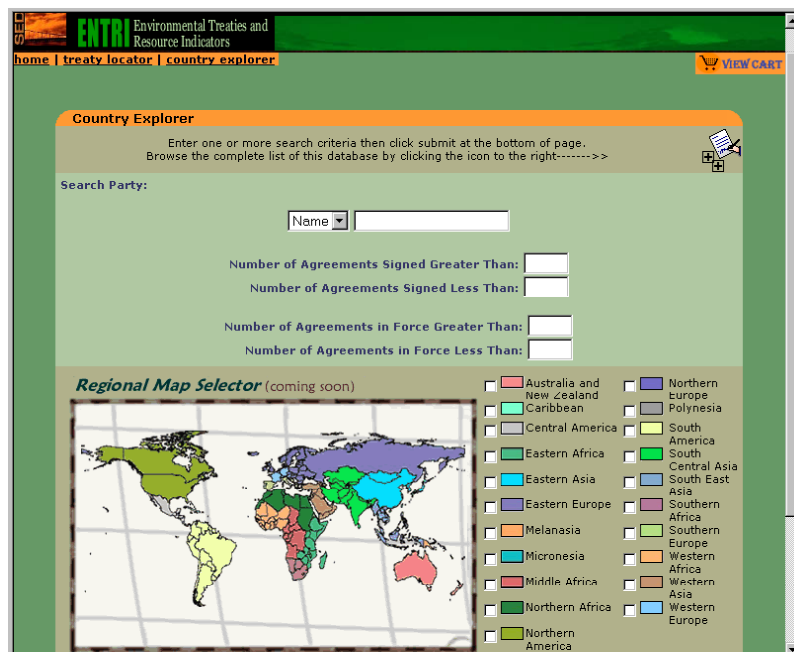 SED
ENTRI Environmental Treaties and
Resource Indicators
home | treaty locator | country explorer
VIEW CART
Country Explorer
Enter one or more search criteria then click submit at the bottom of page.
Browse the complete list of this database by clicking the icon to the right------->>
Search Party:
Name
Number of Agreements Signed Greater Than:
Number of Agreements Signed Less Than:
Number of Agreements in Force Greater Than:
Number of Agreements in Force Less Than:
Regional Map Selector (coming soon)
Australia and
New Zealand
Caribbean
Central America
Eastern Africa
Eastern Asia
Eastern Europe
Melanasia
Micronesia
Middle Africa
Northern Africa
Northern
America
Northern
Europe
Polynesia
South
America
South
Central Asia
South East
Asia
Southern
Africa
Southern
Europe
Western
Africa
Western
Asia
Western
Europe